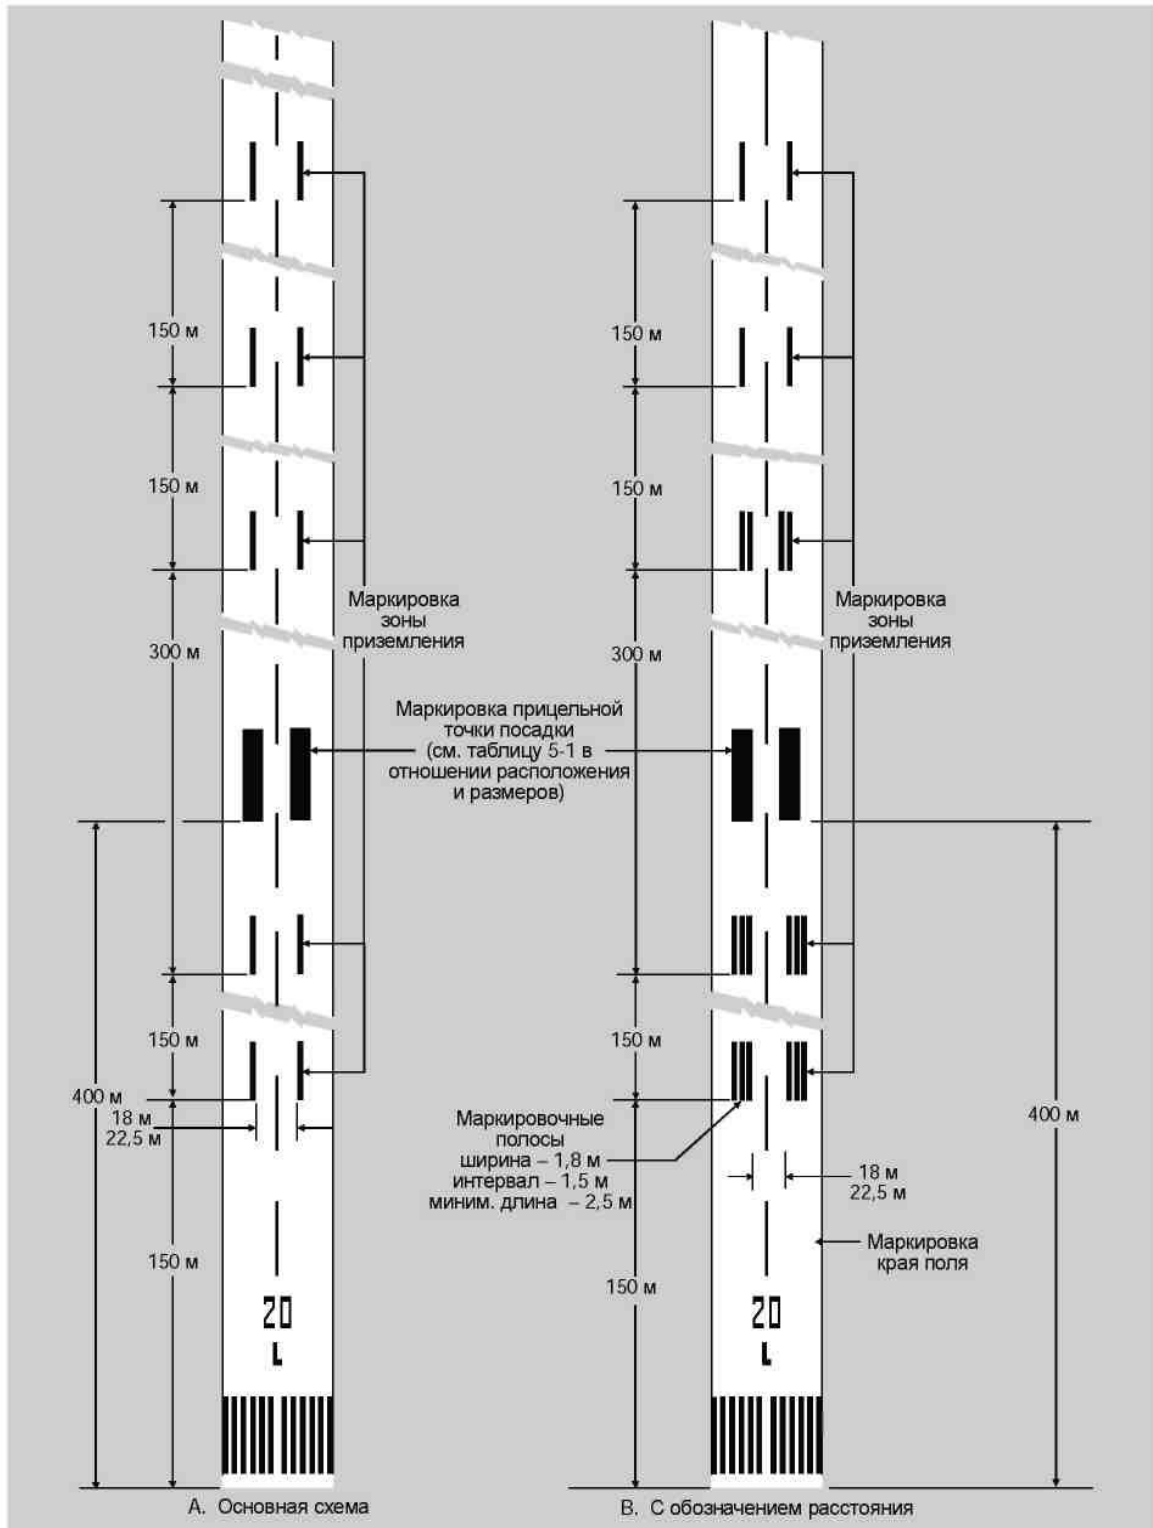 150 м
150 м
150 м
150 м
Маркировка
зоны
приземления
Маркировка
зоны
приземления
300 м
300 м
Маркировка прицельной
точки посадки
(см. таблицу 5-1 в
отношении расположения
и размеров)
150 м
150 м
400 м
18 м
22,5 м
Маркировочные
полосы
ширина – 1,8 м
интервал – 1,5 м
миним. длина – 2,5 м
400 м
18 м
22,5 м
Маркировка
края поля
150 м
150 м
20
L
20
L
А. Основная схема
В. С обозначением расстояния